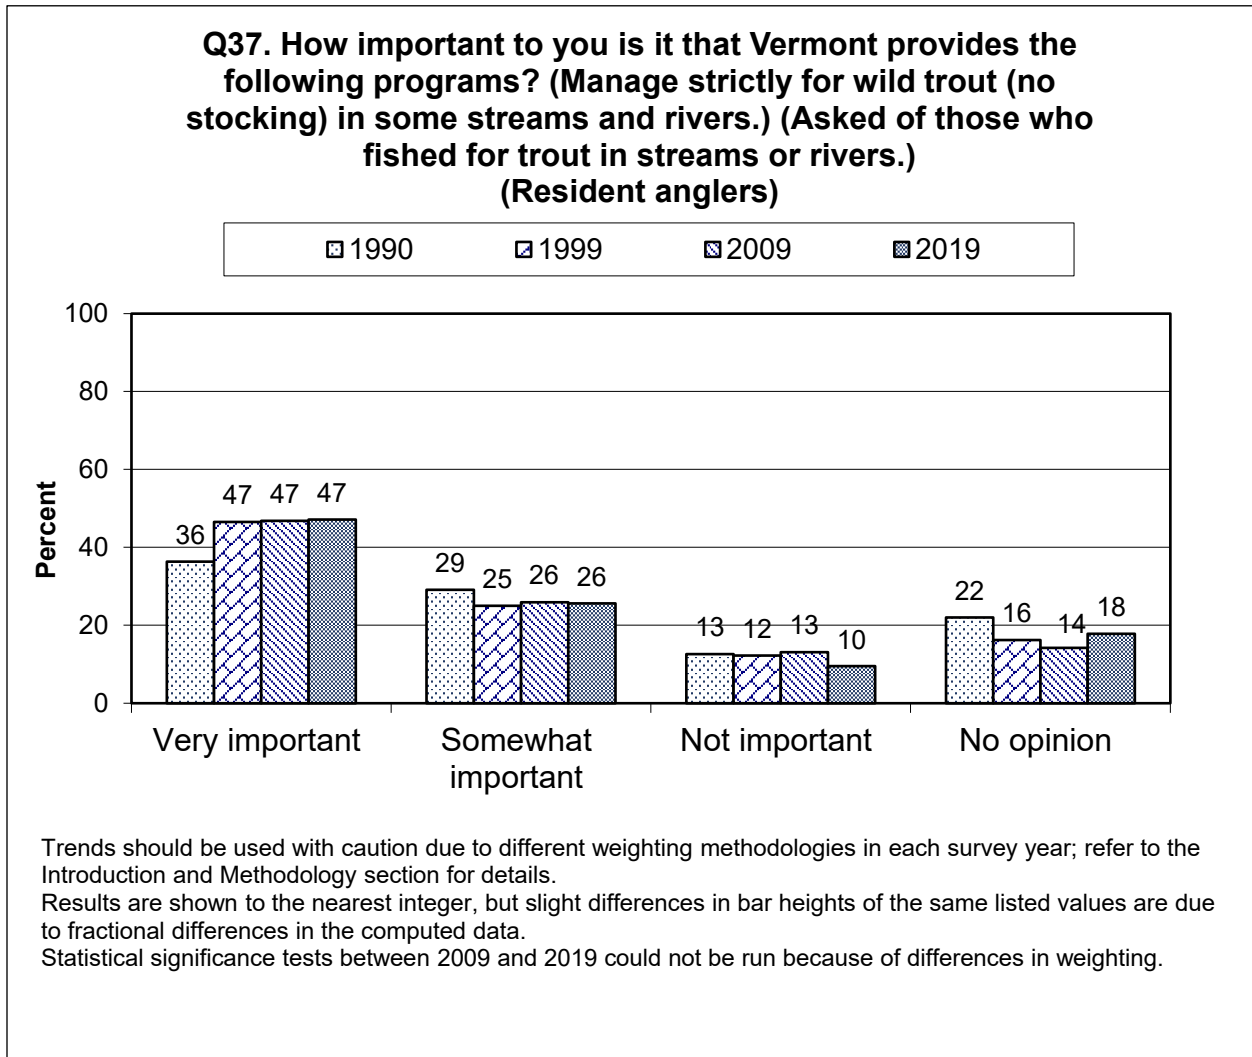 Q37. How important to you is it that Vermont provides the
following programs? (Manage strictly for wild trout (no
stocking) in some streams and rivers.) (Asked of those who
fished for trout in streams or rivers.)
(Resident anglers)
1990 1999 2009 2019
Percent
100
80
60
40
20
0
36 47 47 47
29 25 26 26
13 12 13 10
22 16 14 18
Very important
Somewhat
important
Not important
No opinion
Trends should be used with caution due to different weighting methodologies in each survey year; refer to the
Introduction and Methodology section for details.
Results are shown to the nearest integer, but slight differences in bar heights of the same listed values are due
to fractional differences in the computed data.
Statistical significance tests between 2009 and 2019 could not be run because of differences in weighting.